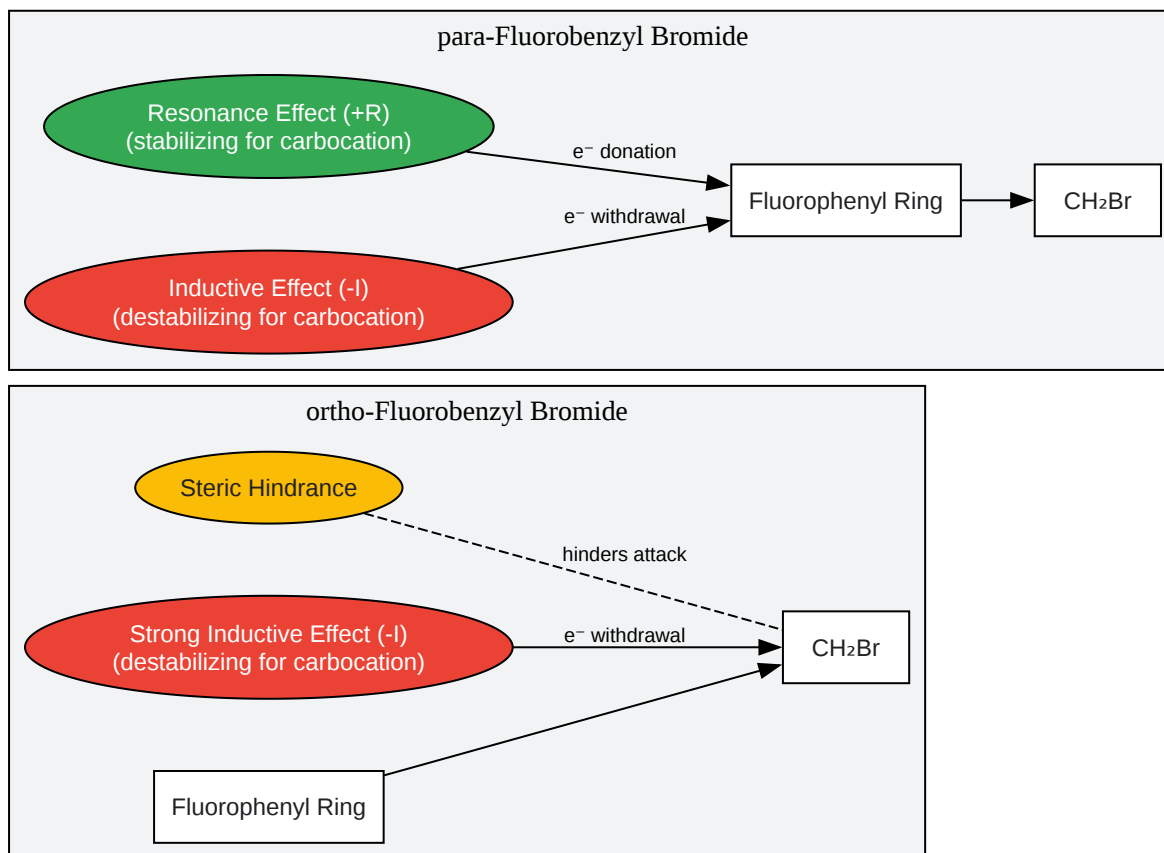 para-Fluorobenzyl Bromide
Resonance Effect (+R)
(stabilizing for carbocation)
e⁻ donation
Fluorophenyl Ring
CH₂Br
e⁻ withdrawal
Inductive Effect (-I)
(destabilizing for carbocation)
ortho-Fluorobenzyl Bromide
Steric Hindrance
hinders attack
Strong Inductive Effect (-I)
(destabilizing for carbocation)
e⁻ withdrawal
CH₂Br
Fluorophenyl Ring